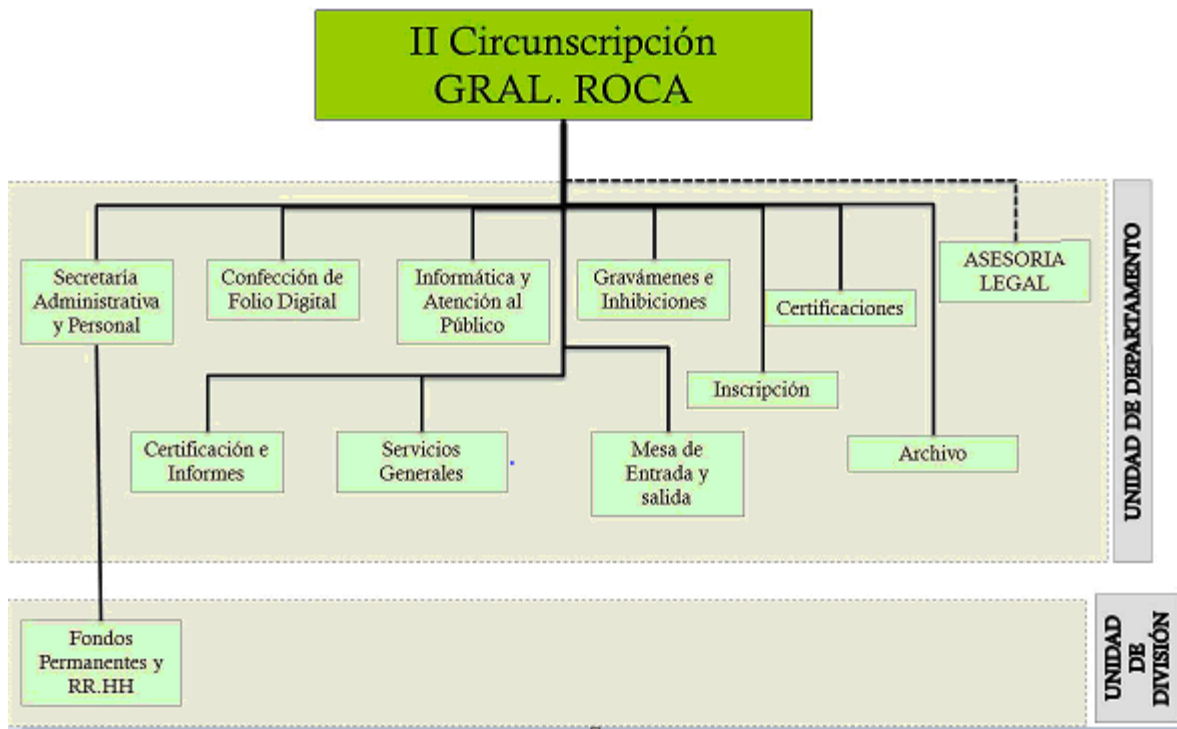 II Circunscripción
GRAL. ROCA
Secretaría
Administrativa
y Personal
Confección de
Folio Digital
Informática y
Atención al
Público
Gravámenes e
Inhibiciones
Certificaciones
ASESORIA
LEGAL
Inscripción
Certificación e
Informes
Servicios
Generales
Mesa de
Entrada y
salida
Archivo
UNIDAD DE DEPARTAMENTO
Fondos
Permanentes y
RR.HH
UNIDAD
DE
DIVISIÓN